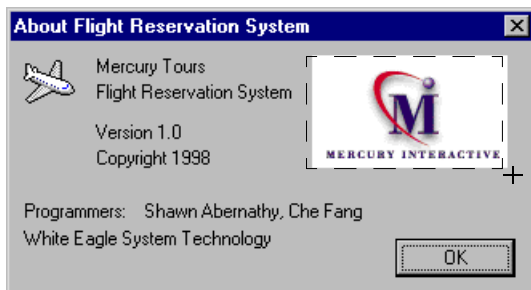 About Flight Reservation System
Mercury Tours
Flight Reservation System
Version 1.0
Copyright 1998
M
MERCURY INTERACTIVE
Programmers: Shawn Abernathy, Che Fang
White Eagle System Technology
OK